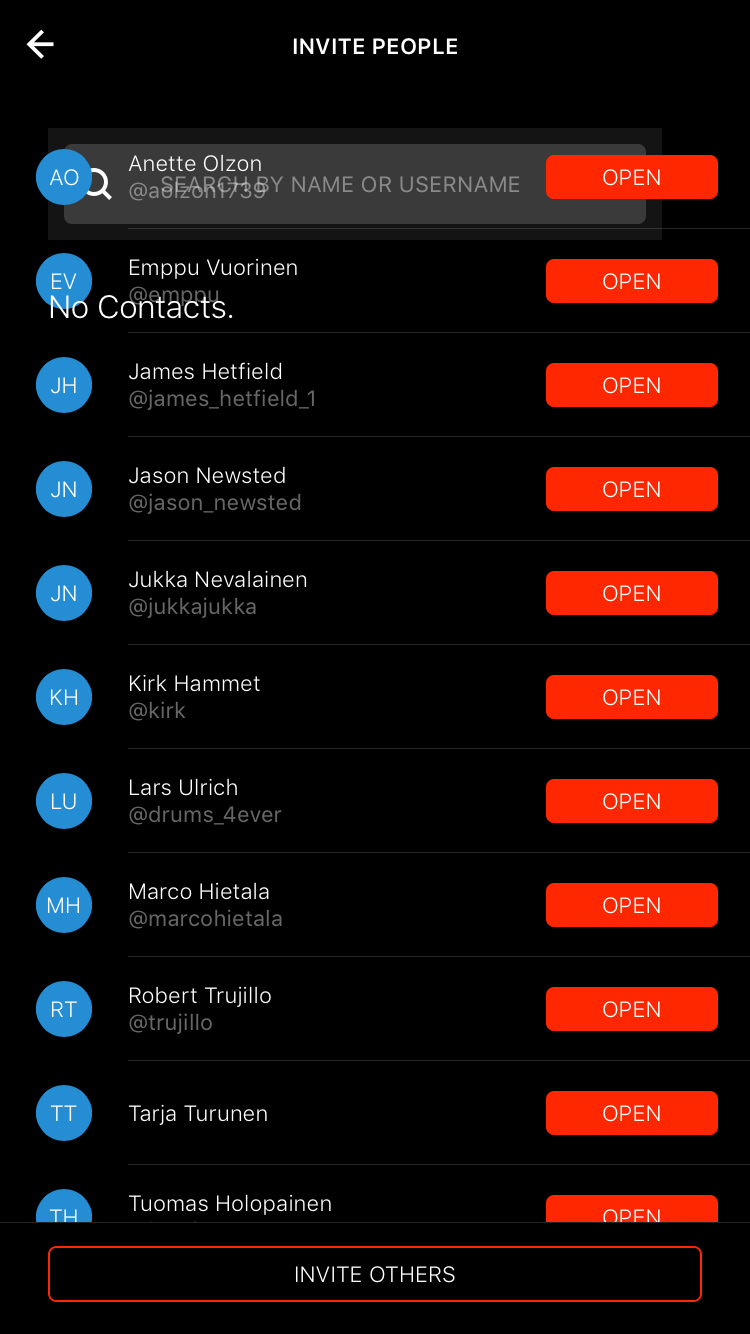 INVITE PEOPLE
AO
Anette Olzon
@aolzon1739
SEARCH BY NAME OR USERNAME
OPEN
EV
Emppu Vuorinen
@emppu
OPEN
No Contacts.
JH
James Hetfield
@james_hetfield_1
OPEN
JN
Jason Newsted
@jason_newsted
OPEN
JN
Jukka Nevalainen
@jukkajukka
OPEN
KH
Kirk Hammet
@kirk
OPEN
LU
Lars Ulrich
@drums_4ever
OPEN
MH
Marco Hietala
@marcohietala
OPEN
RT
Robert Trujillo
@trujillo
OPEN
TT
Tarja Turunen
OPEN
TH
Tuomas Holopainen
OPEN
INVITE OTHERS